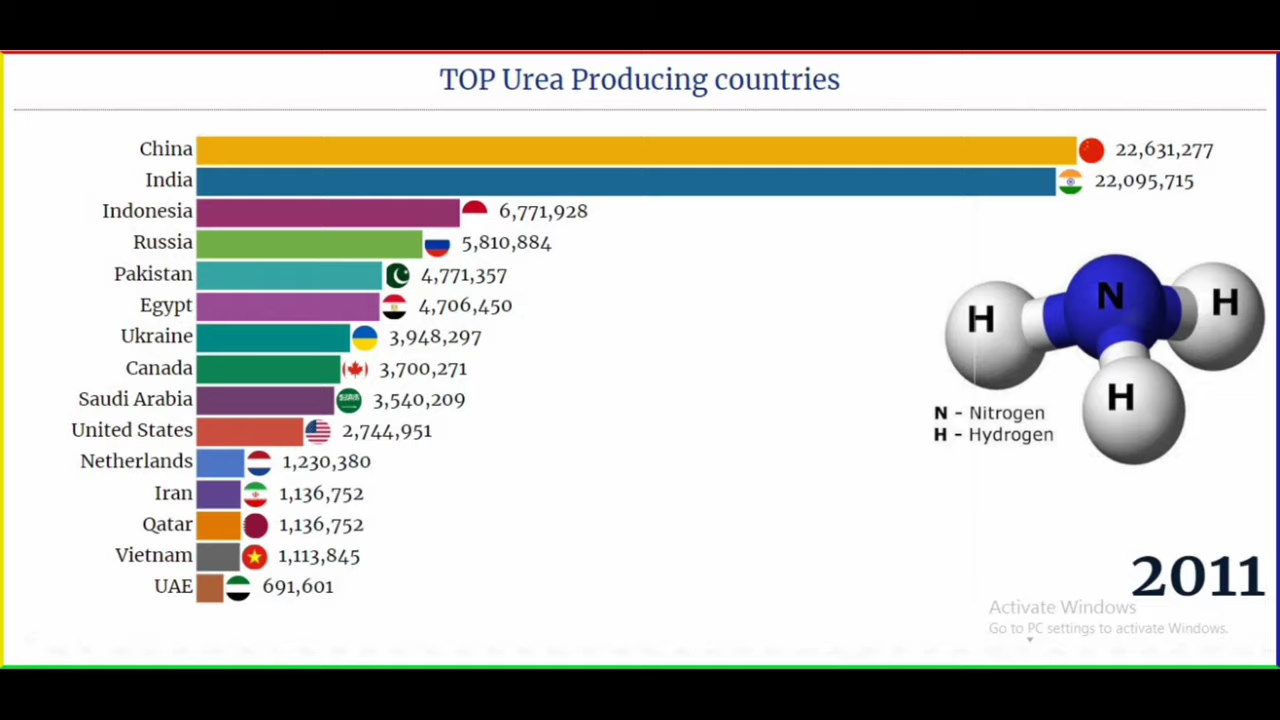 TOP Urea Producing countries
China 22,631,277
India 22,095,715
Indonesia 6,771,928
Russia 5,810,884
Pakistan 4,771,357
Egypt 4,706,450
Ukraine 3,948,297
Canada 3,700,271
Saudi Arabia 3,540,209
United States 2,744,951
Netherlands 1,230,380
Iran 1,136,752
Qatar 1,136,752
Vietnam 1,113,845
UAE 691,601
H N H
H
N - Nitrogen
H - Hydrogen
2011
Activate Windows
Go to PC settings to activate Windows.